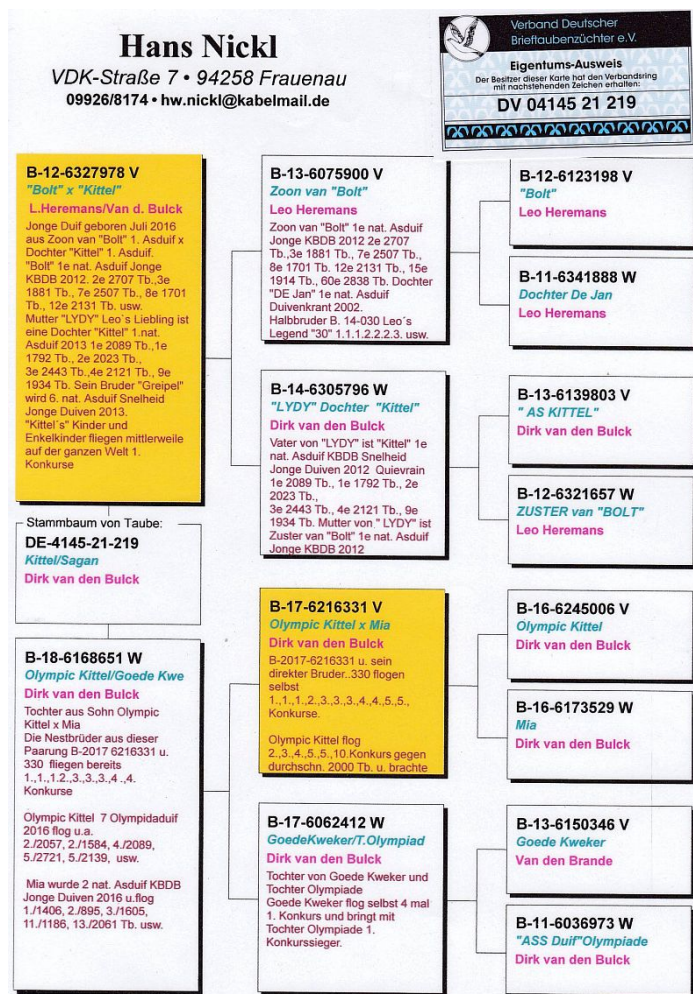 Hans Nickl
VDK-Straße 7 • 94258 Frauenau
09926/8174 • hw.nickl@kabelmail.de
Verband Deutscher
Brieftaubenzüchter e.V.
Eigentums-Ausweis
Der Besitzer dieser Karte hat den Verbandsring
mit nachstehenden Zeichen erhalten:
DV 04145 21 219
B-12-6327978 V
"Bolt" x "Kittel"
L.Heremans/Van d. Bulck
Jonge Duif geboren Juli 2016
aus Zoon van "Bolt" 1. Asduif x
Dochter "Kittel" 1. Asduif.
"Bolt" 1e nat. Asduif Jonge
KBDB 2012. 2e 2707 Tb.,3e
1881 Tb., 7e 2507 Tb., 8e 1701
Tb., 12e 2131 Tb. usw.
Mutter "LYDY" Leo`s Liebling ist
eine Dochter "Kittel" 1.nat.
Asduif 2013 1e 2089 Tb.,1e
1792 Tb., 2e 2023 Tb.,
3e 2443 Tb.,4e 2121 Tb., 9e
1934 Tb. Sein Bruder "Greipel"
wird 6. nat. Asduif Snelheid
Jonge Duiven 2013.
"Kittel´s" Kinder und
Enkelkinder fliegen mittlerweile
auf der ganzen Welt 1.
Konkurse
Stammbaum von Taube:
DE-4145-21-219
Kittel/Sagan
Dirk van den Bulck
B-18-6168651 W
Olympic Kittel/Goede Kwe
Dirk van den Bulck
Tochter aus Sohn Olympic
Kittel x Mia
Die Nestbrüder aus dieser
Paarung B-2017 6216331 u.
330 fliegen bereits
1.,1.,1.2.,3.,3.,3.,4 .,4.
Konkurse
Olympic Kittel 7 Olympidaduif
2016 flog u.a.
2./2057, 2./1584, 4./2089,
5./2721, 5./2139, usw.
Mia wurde 2 nat. Asduif KBDB
Jonge Duiven 2016 u.flog
1./1406, 2./895, 3./1605,
11./1186, 13./2061 Tb. usw.
B-13-6075900 V
Zoon van "Bolt"
Leo Heremans
Zoon van "Bolt" 1e nat. Asduif
Jonge KBDB 2012 2e 2707
Tb.,3e 1881 Tb., 7e 2507 Tb.,
8e 1701 Tb. 12e 2131 Tb., 15e
1914 Tb., 60e 2838 Tb. Dochter
"DE Jan" 1e nat. Asduif
Duivenkrant 2002.
Halbbruder B. 14-030 Leo´s
Legend "30" 1.1.1.2.2.2.3. usw.
B-14-6305796 W
"LYDY" Dochter "Kittel"
Dirk van den Bulck
Vater von "LYDY" ist "Kittel" 1e
nat. Asduif KBDB Snelheid
Jonge Duiven 2012 Quievrain
1e 2089 Tb., 1e 1792 Tb., 2e
2023 Tb.,
3e 2443 Tb., 4e 2121 Tb., 9e
1934 Tb. Mutter von " LYDY" ist
Zuster van "Bolt" 1e nat. Asduif
Jonge KBDB 2012
B-17-6216331 V
Olympic Kittel x Mia
Dirk van den Bulck
B-2017-6216331 u. sein
direkter Bruder..330 flogen
selbst
1.,1.,1.,2.,3.,3.,3.,4.,4.,5.,5.,
Konkurse.
Olympic Kittel flog
2.,3.,4.,5.,5.,10.Konkurs gegen
durchschn. 2000 Tb. u. brachte
B-17-6062412 W
GoedeKweker/T.Olympiad
Dirk van den Bulck
Tochter von Goede Kweker und
Tochter Olympiade
Goede Kweker flog selbst 4 mal
1. Konkurs und bringt mit
Tochter Olympiade 1.
Konkurssieger.
B-12-6123198 V
"Bolt"
Leo Heremans
B-11-6341888 W
Dochter De Jan
Leo Heremans
B-13-6139803 V
" AS KITTEL"
Dirk van den Bulck
B-12-6321657 W
ZUSTER van "BOLT"
Leo Heremans
B-16-6245006 V
Olympic Kittel
Dirk van den Bulck
B-16-6173529 W
Mia
Dirk van den Bulck
B-13-6150346 V
Goede Kweker
Van den Brande
B-11-6036973 W
"ASS Duif"Olympiade
Dirk van den Bulck